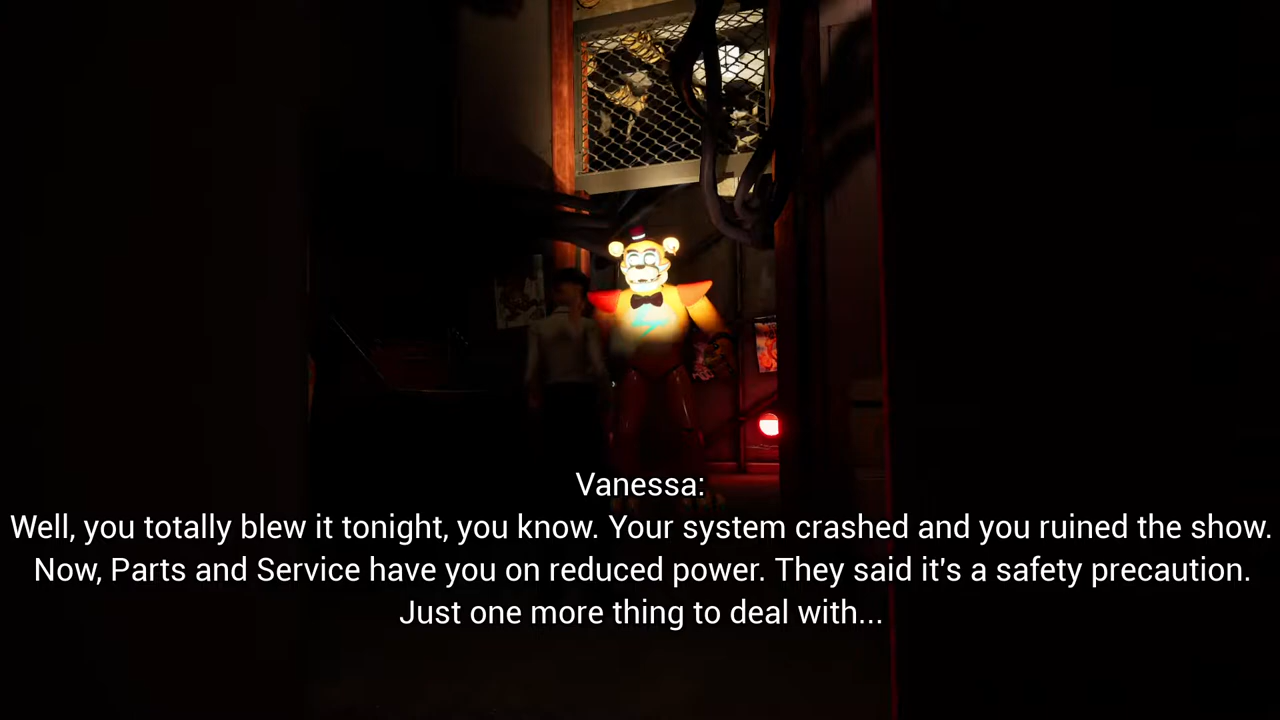 Vanessa:
Well, you totally blew it tonight, you know. Your system crashed and you ruined the show.
Now, Parts and Service have you on reduced power. They said it's a safety precaution.
Just one more thing to deal with...